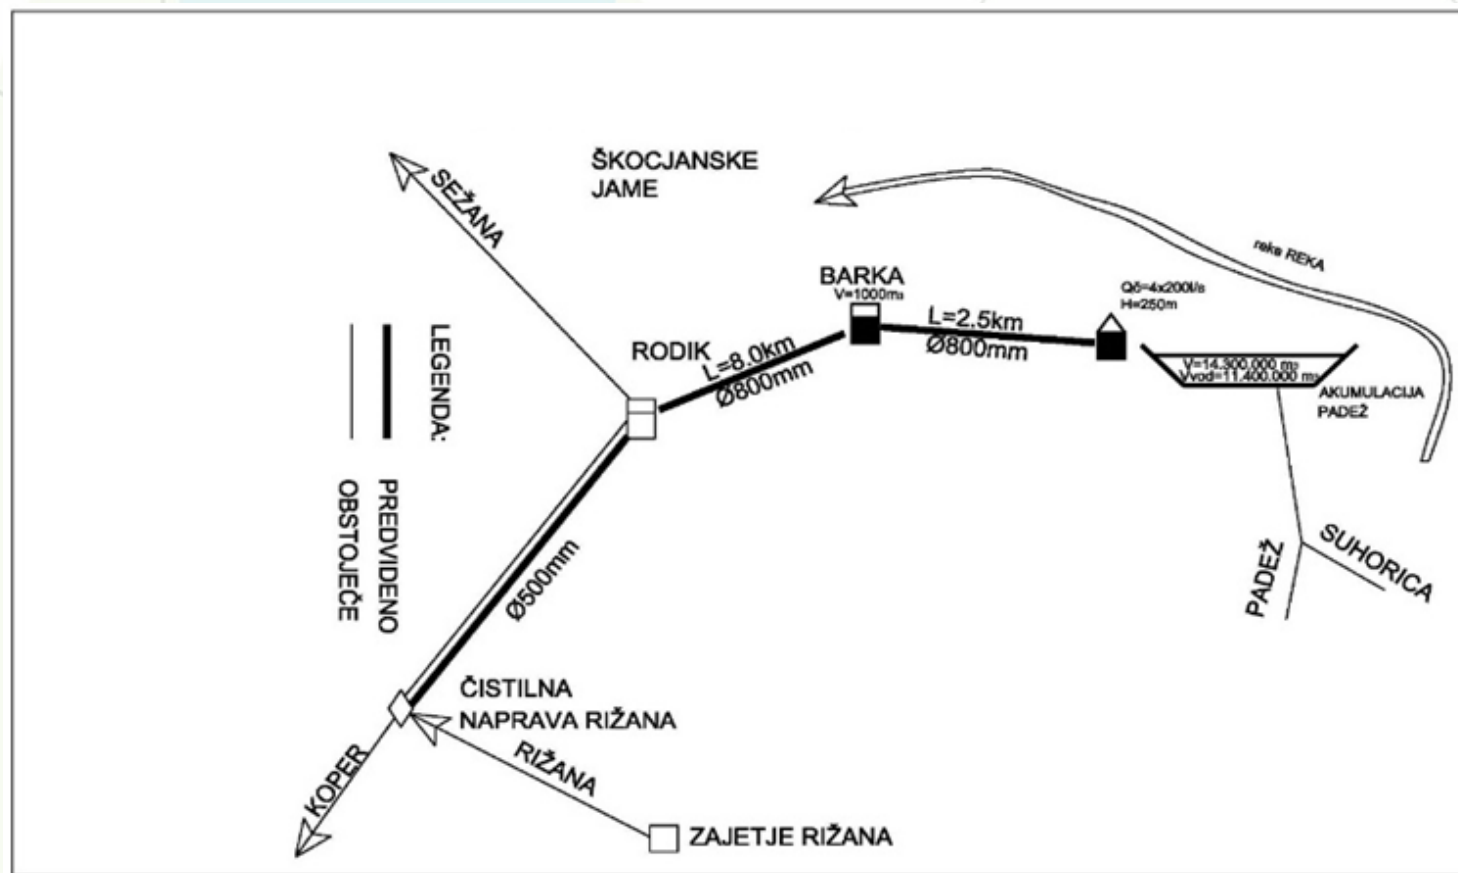 ŠKOCJANSKE
JAME
SEŽANA
reka REKA
BARKA
V=1000m³
Qč=4x200l/s
H=250m
L=2.5km
Ø800mm
RODIK
L=8.0km
Ø800mm
V=14.300.000 m³
Vvod=11.400.000 m³
AKUMULACIJA
PADEŽ
LEGENDA:
PREDVIDENO
OBSTOJEČE
Ø500mm
PADEŽ
SUHORICA
ČISTILNA
NAPRAVA RIŽANA
RIŽANA
KOPER
ZAJETJE RIŽANA